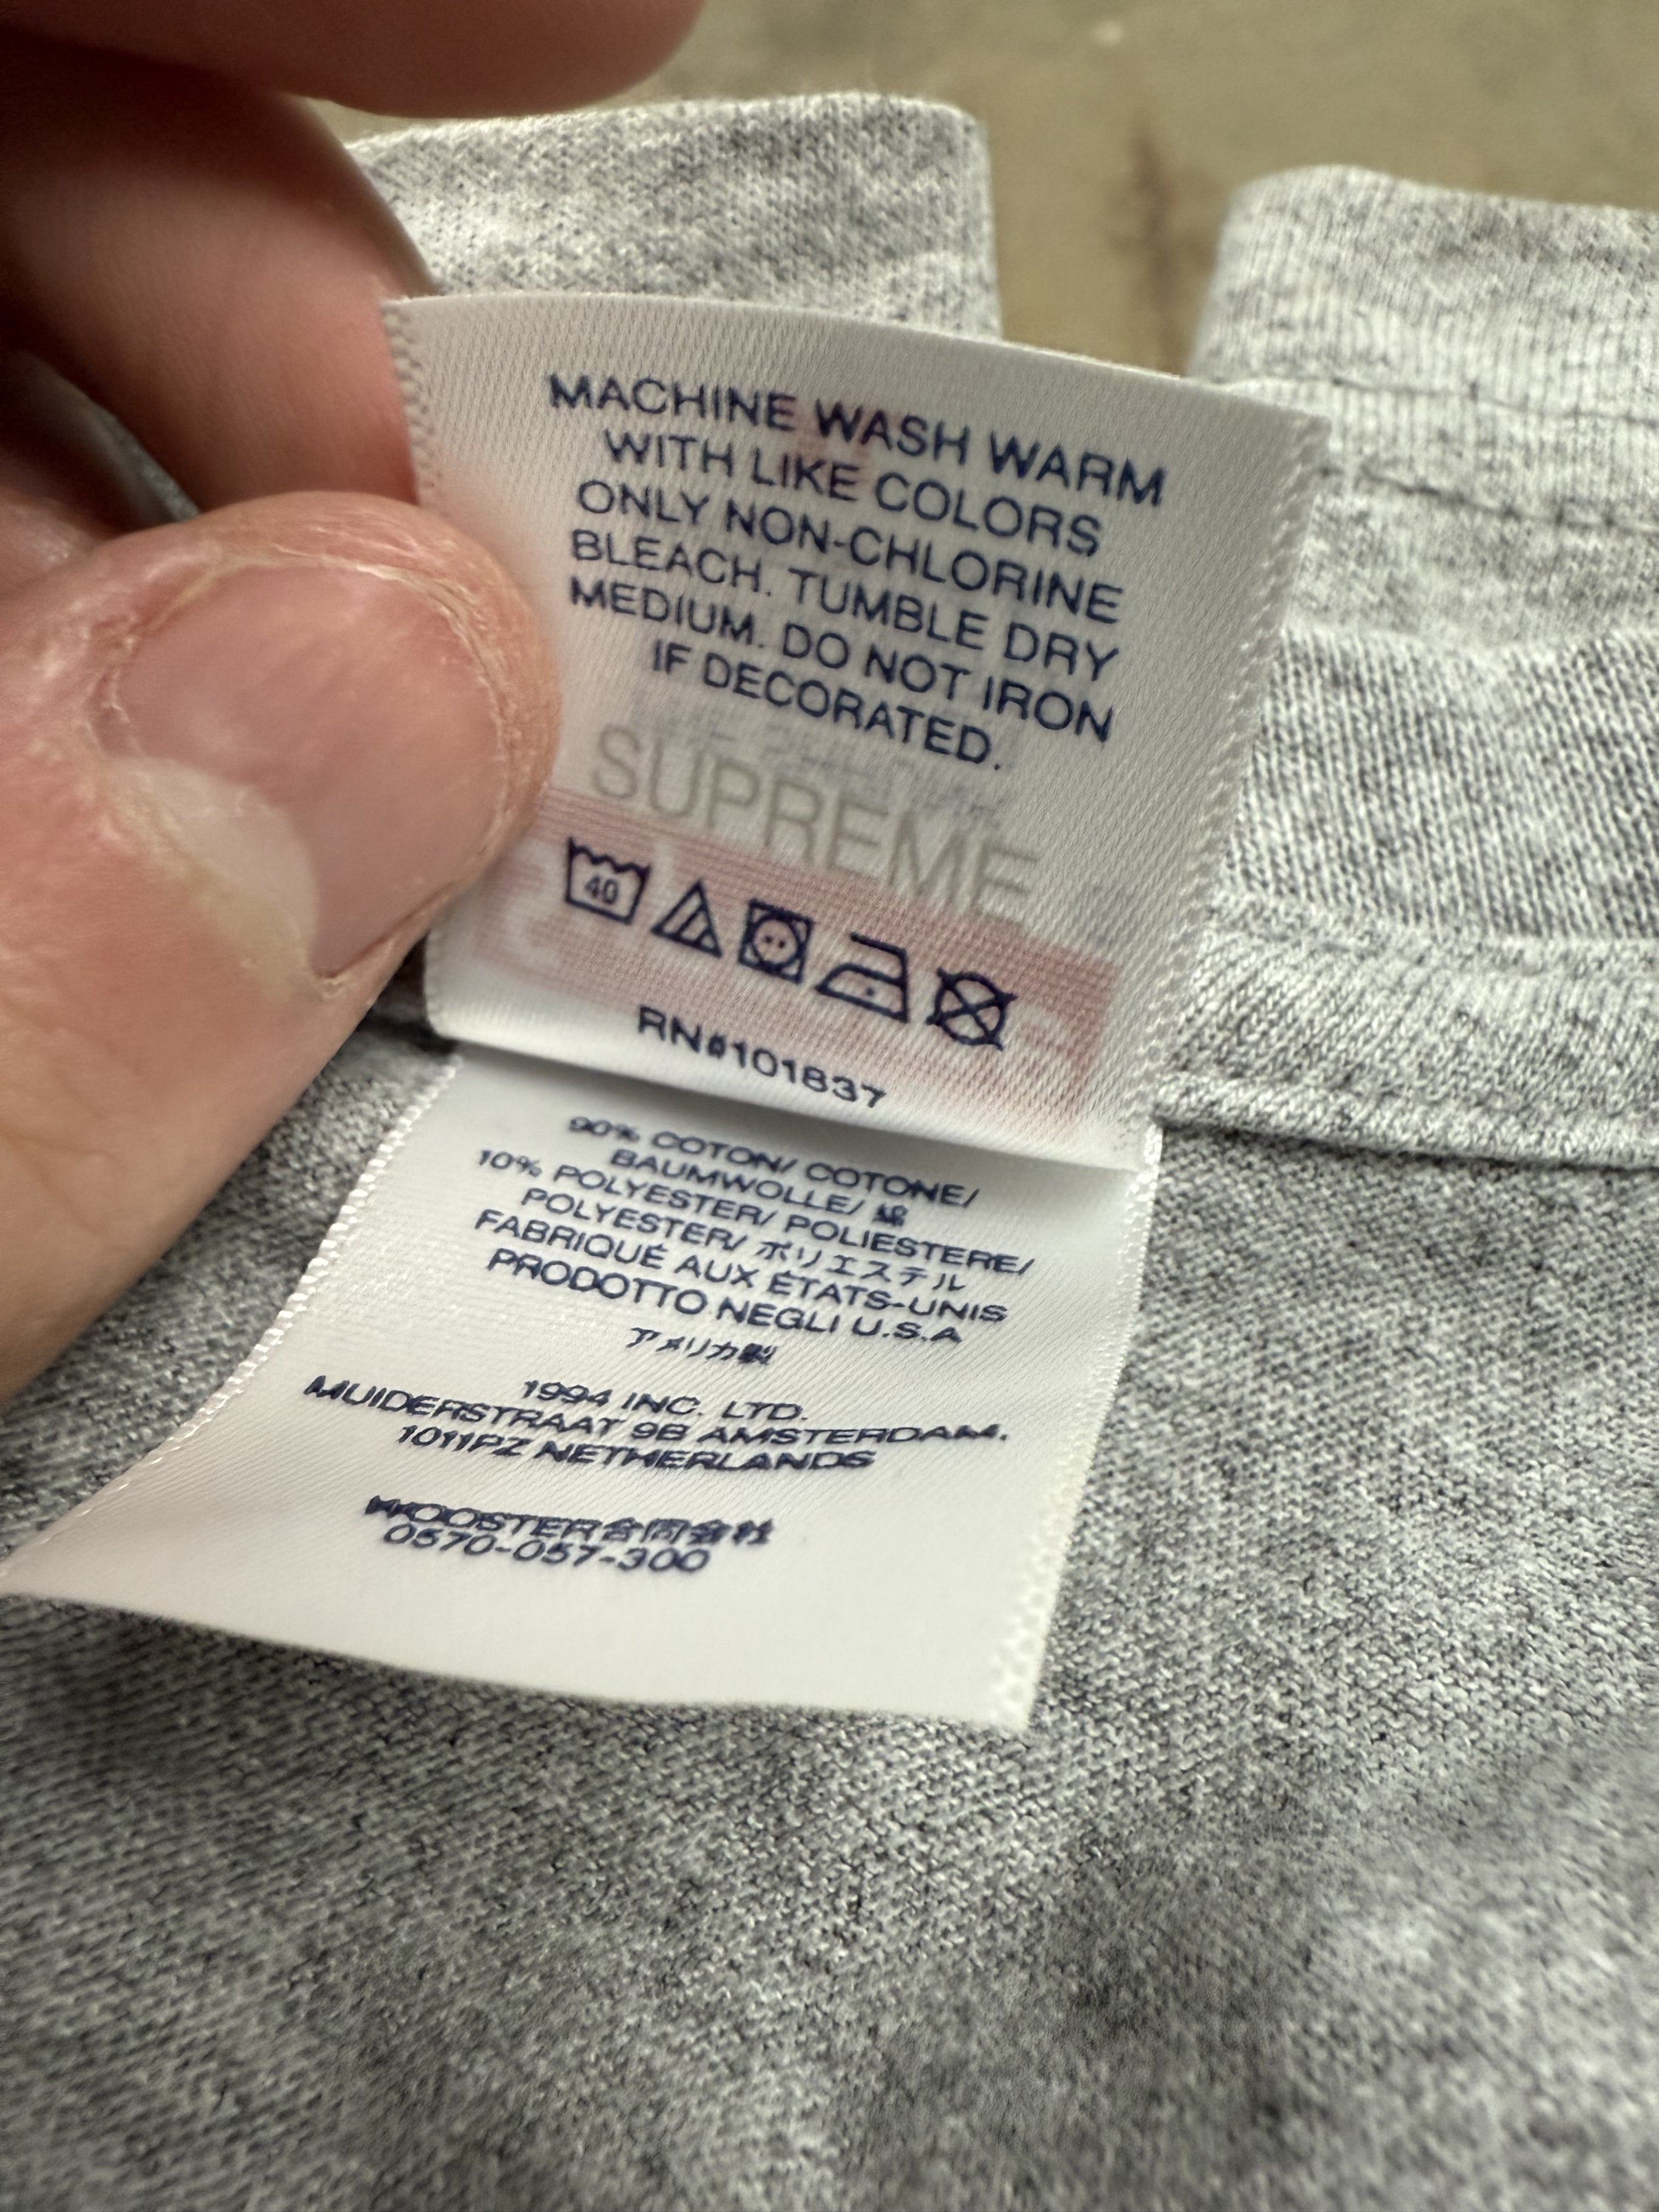 MACHINE WASH WARM
WITH LIKE COLORS
ONLY NON-CHLORINE
BLEACH. TUMBLE DRY
MEDIUM. DO NOT IRON
IF DECORATED.
SUPREME
40
RN#101837
90% COTON/ COTONE/
BAUMWOLLE/ 綿
10% POLYESTER/ POLIESTERE/
POLYESTER/ ポリエステル
FABRIQUÉ AUX ÉTATS-UNIS
PRODOTTO NEGLI U.S.A
アメリカ製
1994 INC. LTD.
MUIDERSTRAAT 9B AMSTERDAM.
1011PZ NETHERLANDS
WOOSTER合同会社
0570-057-300